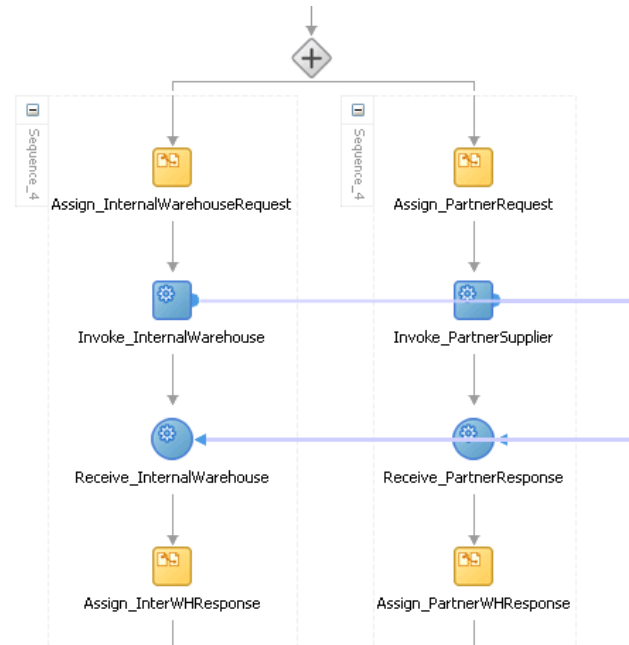 Sequence_4
Sequence_4
Assign_InternalWarehouseRequest
Assign_PartnerRequest
Invoke_InternalWarehouse
Invoke_PartnerSupplier
Receive_InternalWarehouse
Receive_PartnerResponse
Assign_InterWHResponse
Assign_PartnerWHResponse